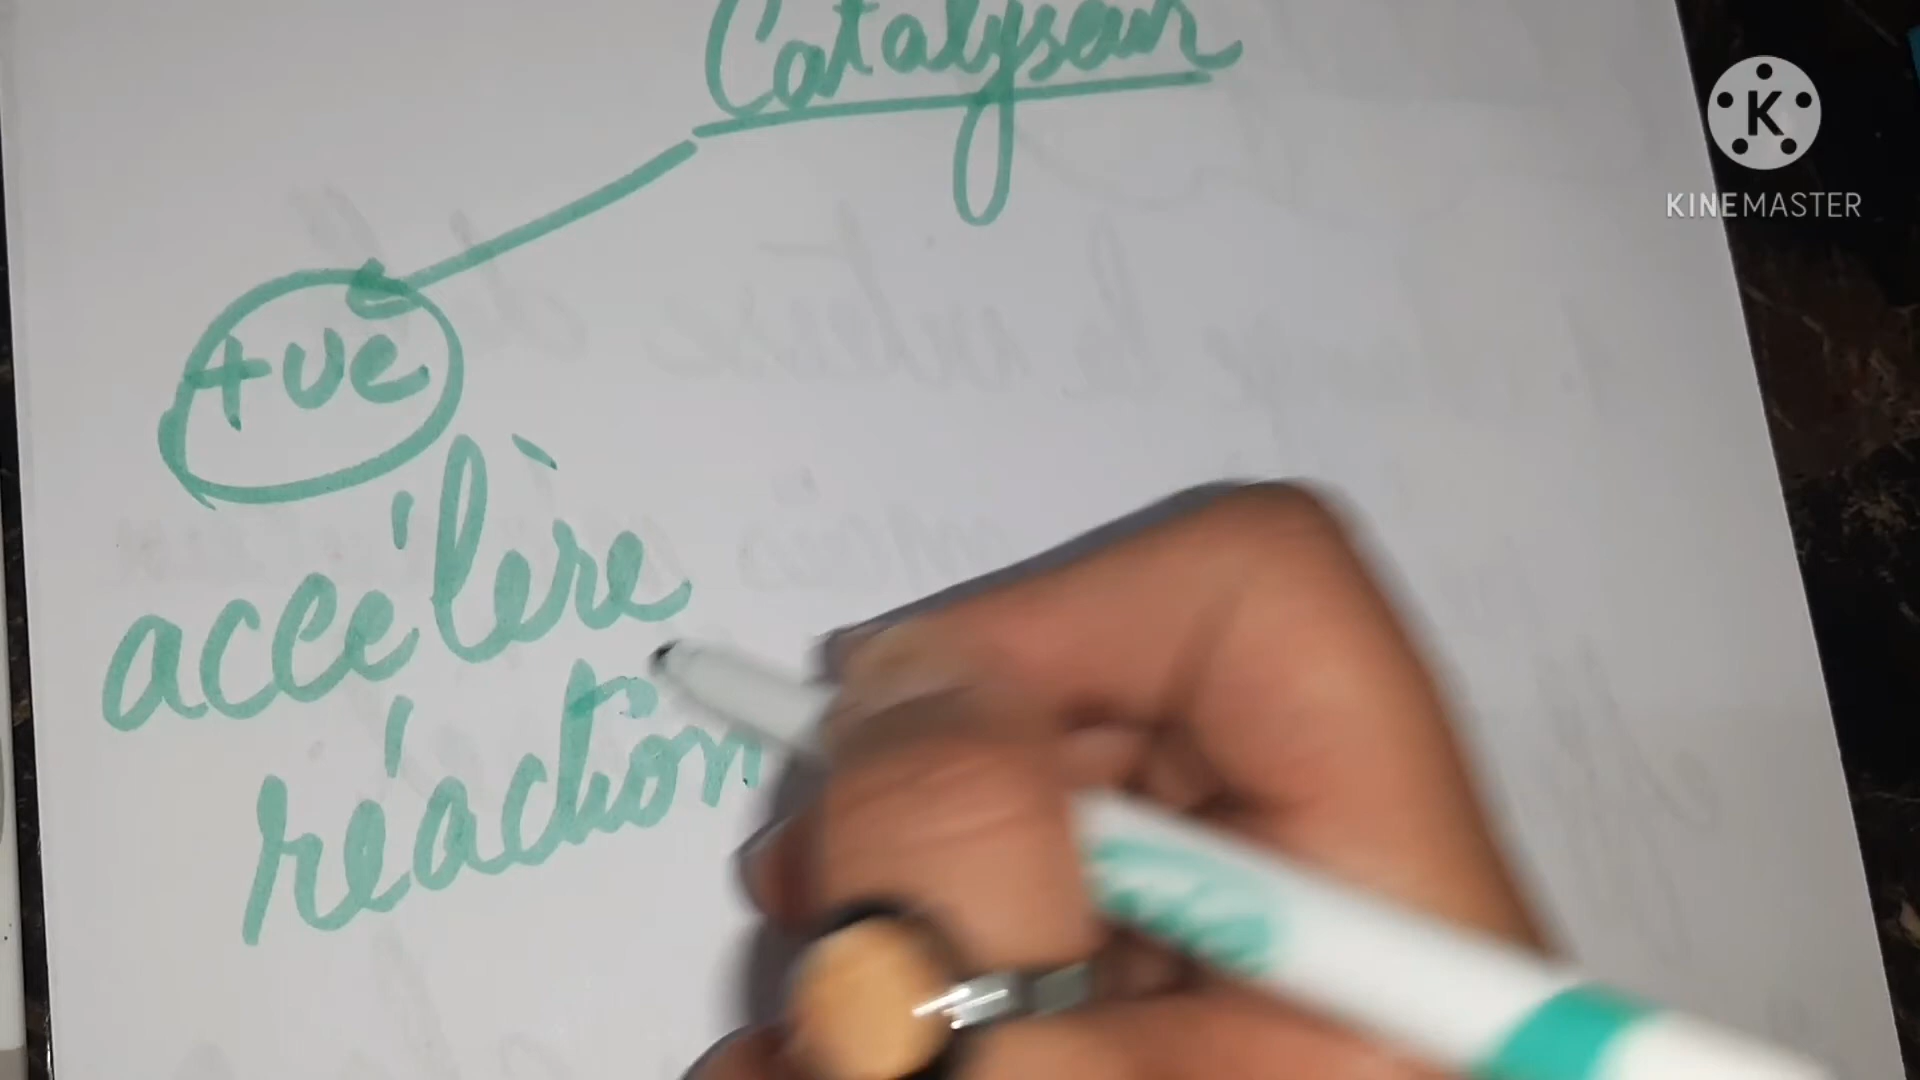 Catalyseur
+ve
accélère
réaction
K
KINEMASTER